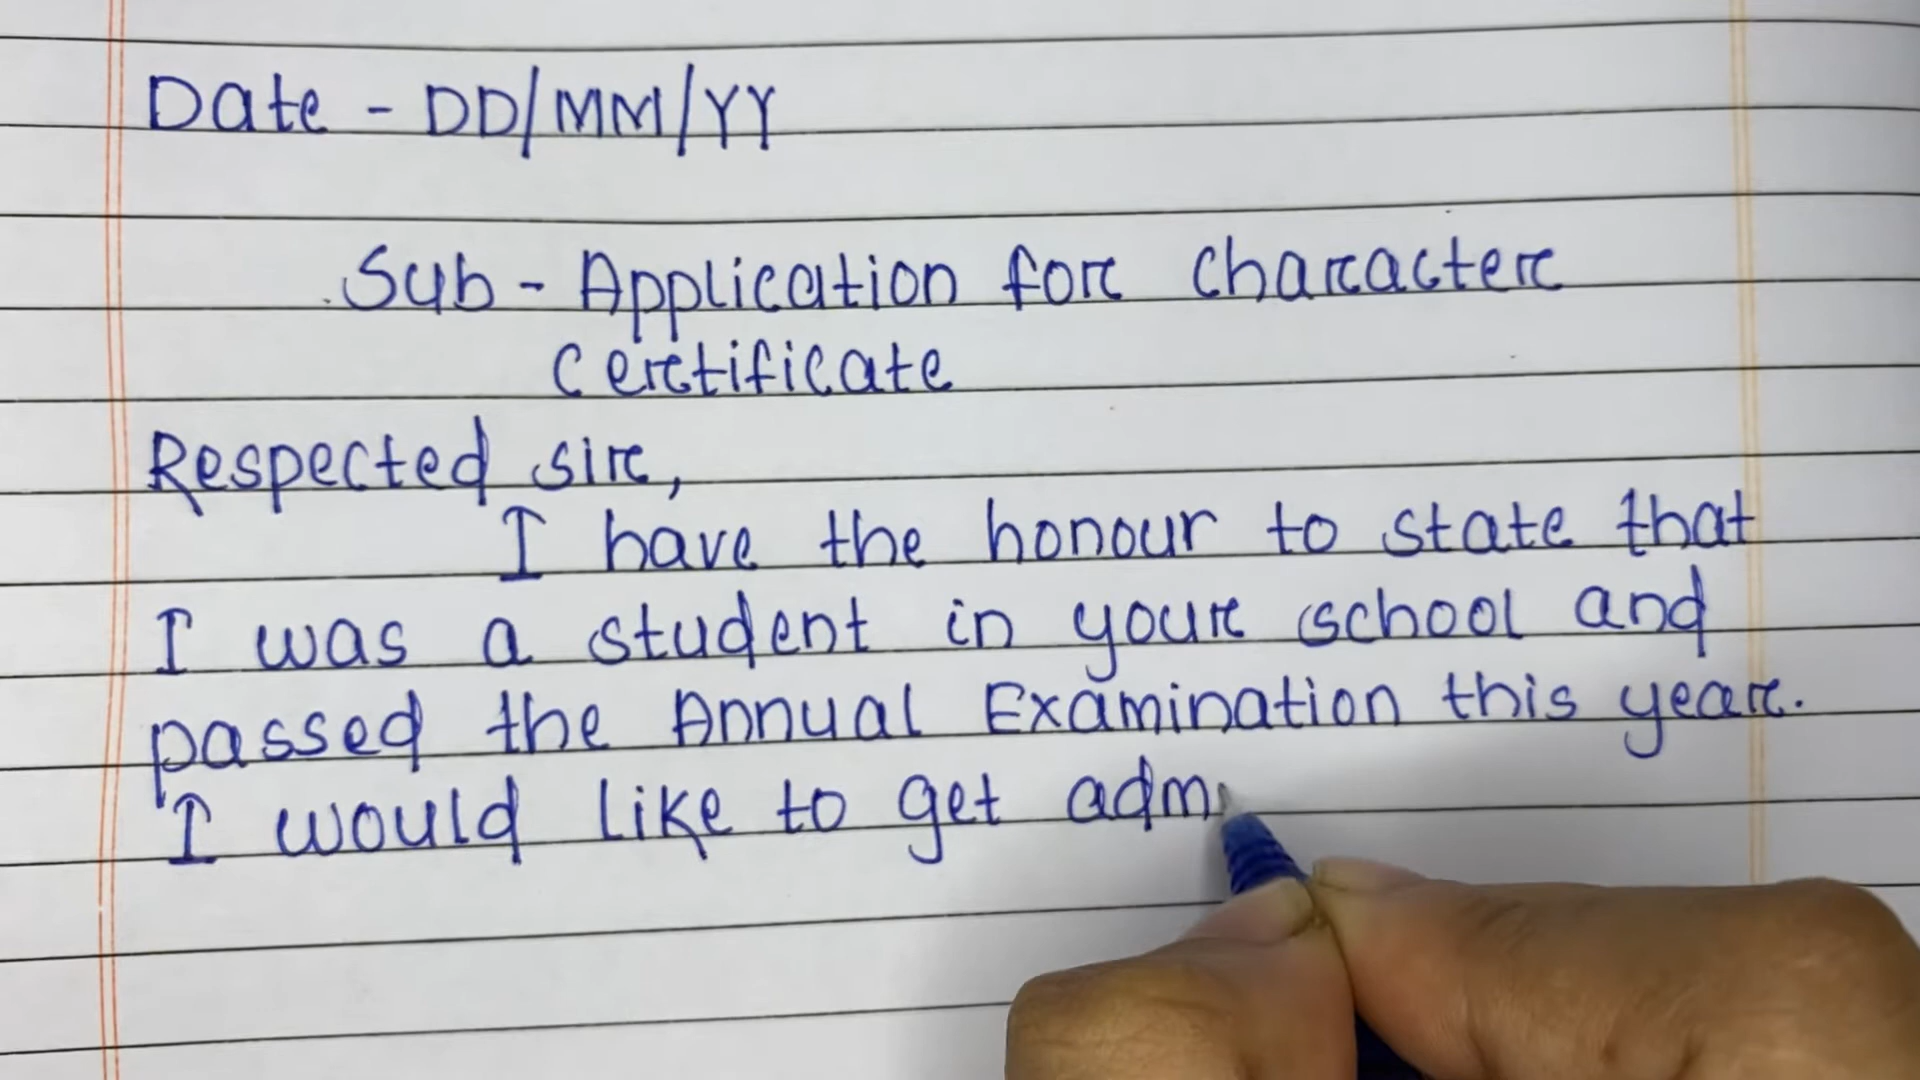 Date - DD/MM/YY
Sub - Application for character
certificate
Respected sir,
I have the honour to state that
I was a student in your school and
passed the Annual Examination this year.
I would like to get adm